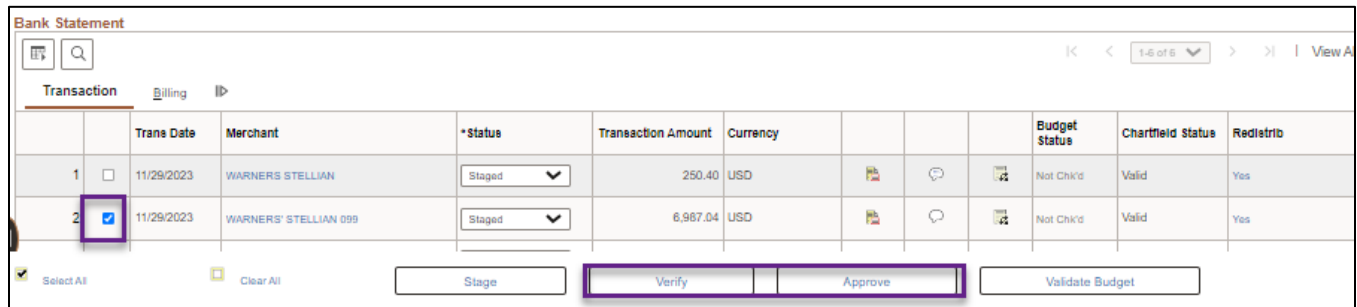 Bank Statement
1-6 of 6
View Al
Transaction
Billing
Trans Date Merchant *Status Transaction Amount Currency Budget Status Chartfield Status Redistrib
1 11/29/2023 WARNERS STELLIAN Staged 250.40 USD Not Chk'd Valid Yes
2 11/29/2023 WARNERS' STELLIAN 099 Staged 6,987.04 USD Not Chk'd Valid Yes
Select All Clear All Stage Verify Approve Validate Budget